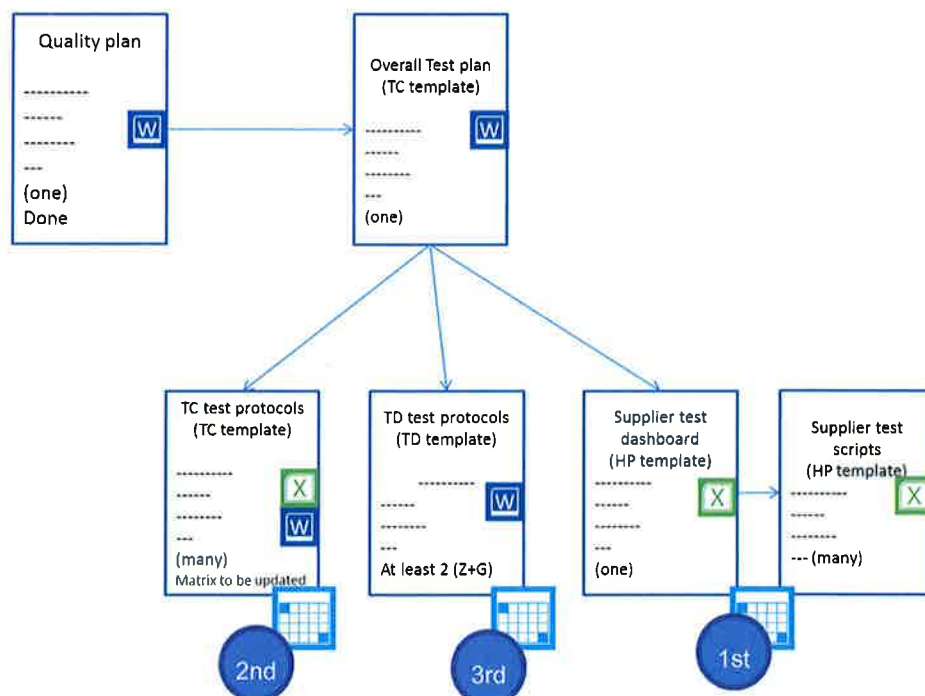 Quality plan
----------
------
--------
---
(one)
Done
W
Overall Test plan
(TC template)
----------
------
--------
---
(one)
W
TC test protocols
(TC template)
----------
------
--------
---
(many)
Matrix to be updated
X
W
2nd
TD test protocols
(TD template)
----------
------
--------
---
At least 2 (Z+G)
W
3rd
Supplier test
dashboard
(HP template)
----------
------
--------
---
(one)
X
1st
Supplier test
scripts
(HP template)
----------
------
--------
--- (many)
X